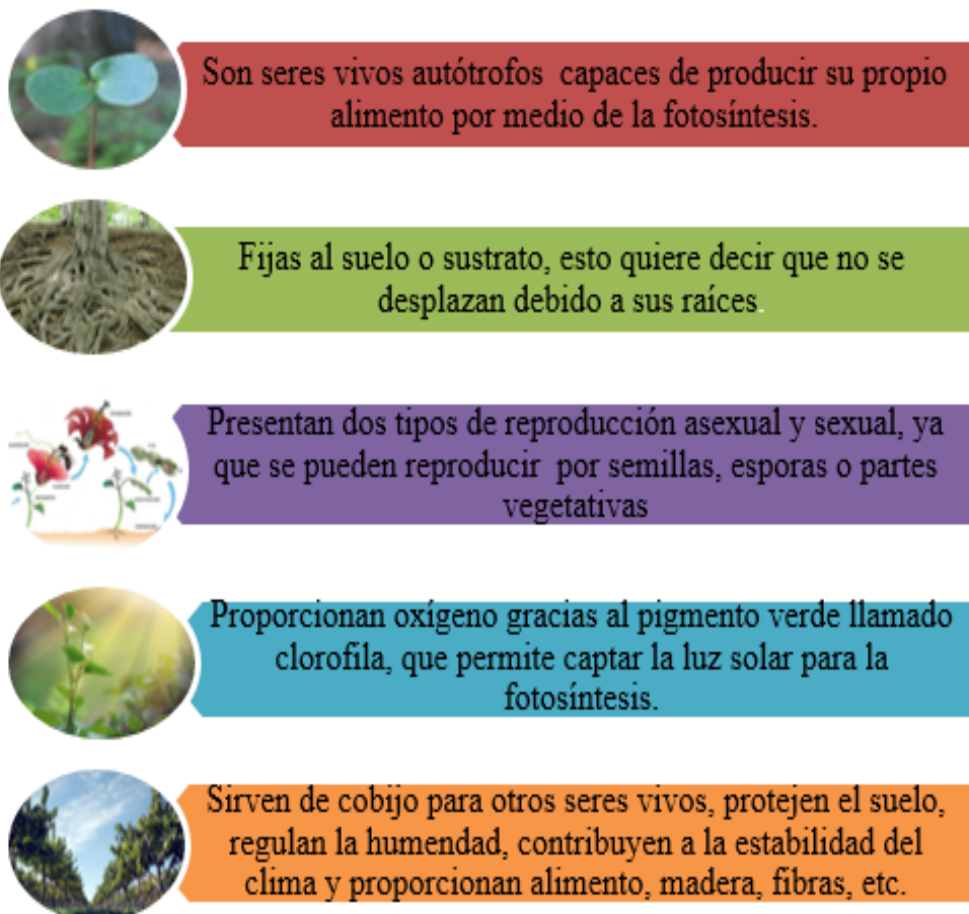 Son seres vivos autótrofos capaces de producir su propio
alimento por medio de la fotosíntesis.
Fijas al suelo o sustrato, esto quiere decir que no se
desplazan debido a sus raíces.
Presentan dos tipos de reproducción asexual y sexual, ya
que se pueden reproducir por semillas, esporas o partes
vegetativas
Proporcionan oxígeno gracias al pigmento verde llamado
clorofila, que permite captar la luz solar para la
fotosíntesis.
Sirven de cobijo para otros seres vivos, protejen el suelo,
regulan la humendad, contribuyen a la estabilidad del
clima y proporcionan alimento, madera, fibras, etc.